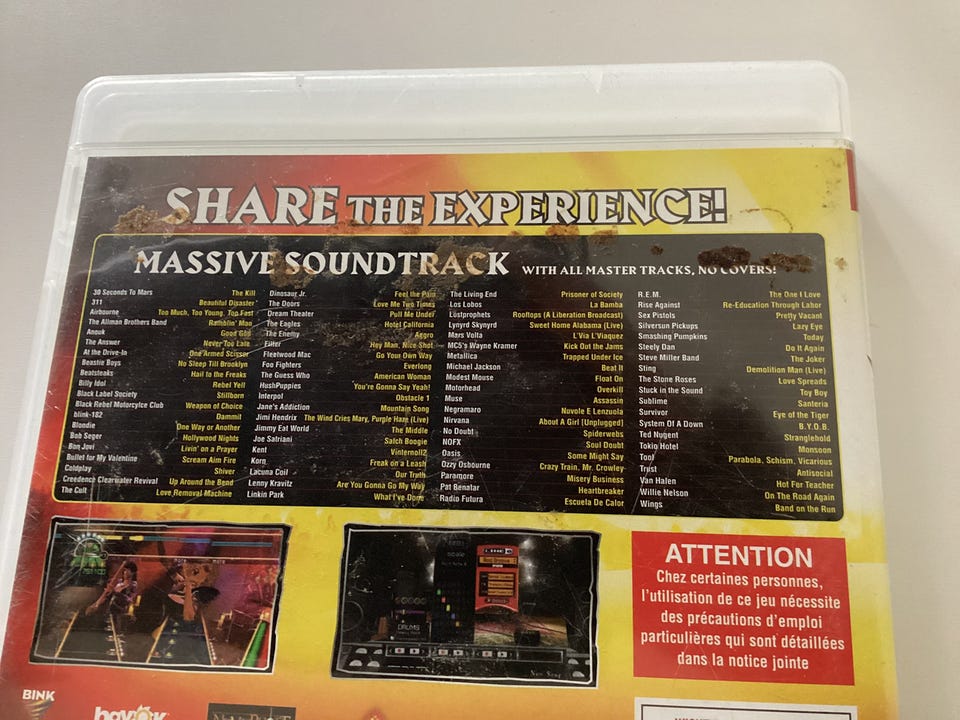 SHARE THE EXPERIENCE!
MASSIVE SOUNDTRACK WITH ALL MASTER TRACKS, NO COVERS!
30 Seconds To Mars The Kill
311 Beautiful Disaster
Airbourne Too Much, Too Young, Too Fast
The Allman Brothers Band Ramblin' Man
Anouk Good God
The Answer Never Too Late
At the Drive-In One Armed Scissor
Beastie Boys No Sleep Till Brooklyn
Beatsteaks Hail to the Freaks
Billy Idol Rebel Yell
Black Label Society Stillborn
Black Rebel Motorcylce Club Weapon of Choice
blink-182 Dammit
Blondie One Way or Another
Bob Seger Hollywood Nights
Bon Jovi Livin' on a Prayer
Bullet for My Valentine Scream Aim Fire
Coldplay Shiver
Creedence Clearwater Revival Up Around the Bend
The Cult Love Removal Machine
Dinosaur Jr. Feel the Pain
The Doors Love Me Two Times
Dream Theater Pull Me Under
The Eagles Hotel California
The Enemy Aggro
Filter Hey Man, Nice Shot
Fleetwood Mac Go Your Own Way
Foo Fighters Everlong
The Guess Who American Woman
HushPuppies You're Gonna Say Yeah!
Interpol Obstacle 1
Jane's Addiction Mountain Song
Jimi Hendrix The Wind Cries Mary, Purple Haze (Live)
Jimmy Eat World The Middle
Joe Satriani Satch Boogie
Kent Vinternoll2
Korn Freak on a Leash
Lacuna Coil Our Truth
Lenny Kravitz Are You Gonna Go My Way
Linkin Park What I've Done
The Living End Prisoner of Society
Los Lobos La Bamba
Lostprophets Rooftops (A Liberation Broadcast)
Lynyrd Skynyrd Sweet Home Alabama (Live)
Mars Volta L'Via L'Viaquez
MC5's Wayne Kramer Kick Out the Jams
Metallica Trapped Under Ice
Michael Jackson Beat It
Modest Mouse Float On
Motorhead Overkill
Muse Assassin
Negramaro Nuvole E Lenzuola
Nirvana About A Girl (Unplugged)
No Doubt Spiderwebs
NOFX Soul Doubt
Oasis Some Might Say
Ozzy Osbourne Crazy Train, Mr. Crowley
Paramore Misery Business
Pat Benatar Heartbreaker
Radio Futura Escuela De Calor
R.E.M. The One I Love
Rise Against Re-Education Through Labor
Sex Pistols Pretty Vacant
Silversun Pickups Lazy Eye
Smashing Pumpkins Today
Steely Dan Do It Again
Steve Miller Band The Joker
Sting Demolition Man (Live)
The Stone Roses Love Spreads
Stuck in the Sound Toy Boy
Sublime Santeria
Survivor Eye of the Tiger
System Of A Down B.Y.O.B.
Ted Nugent Stranglehold
Tokio Hotel Monsoon
Tool Parabola, Schism, Vicarious
Trust Antisocial
Van Halen Hot For Teacher
Willie Nelson On The Road Again
Wings Band on the Run
DRUMS
ATTENTION
Chez certaines personnes,
l'utilisation de ce jeu nécessite
des précautions d'emploi
particulières qui sont détaillées
dans la notice jointe
BINK
havok